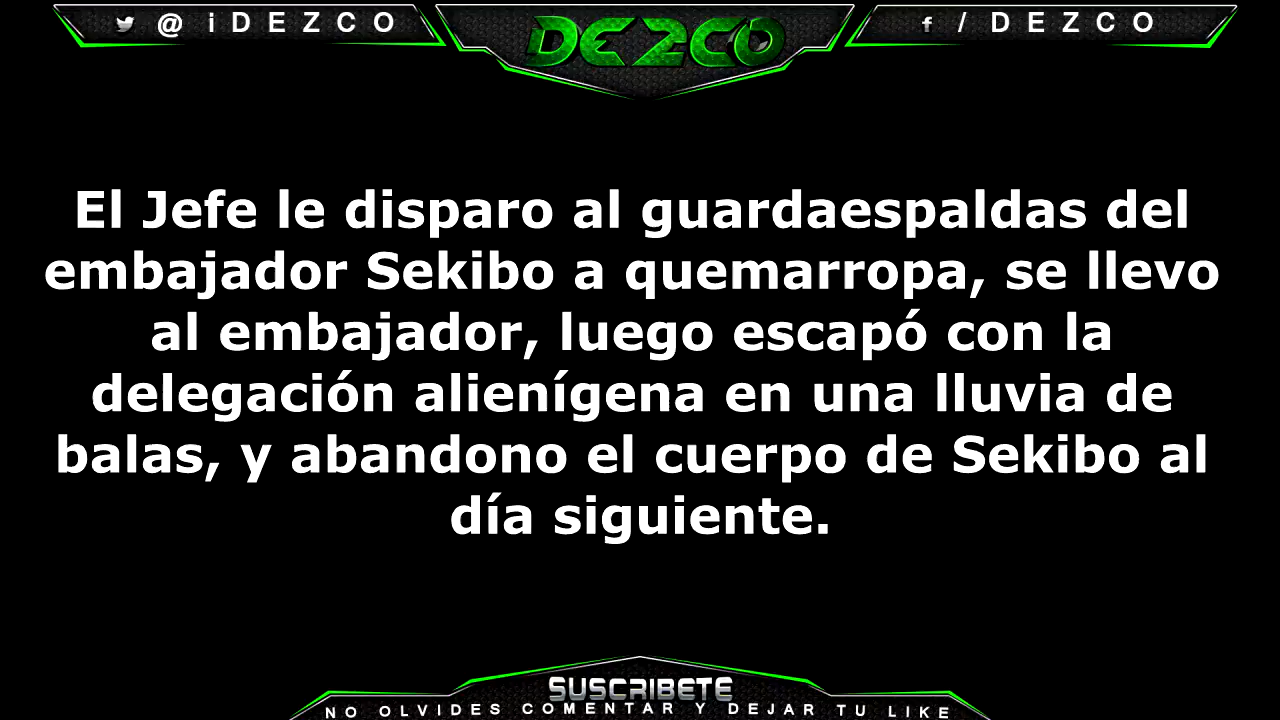 @ iDEZCO
DEZCO
f / DEZCO
El Jefe le disparo al guardaespaldas del
embajador Sekibo a quemarropa, se llevo
al embajador, luego escapó con la
delegación alienígena en una lluvia de
balas, y abandono el cuerpo de Sekibo al
día siguiente.
SUSCRIBETE
NO OLVIDES COMENTAR Y DEJAR TU LIKE